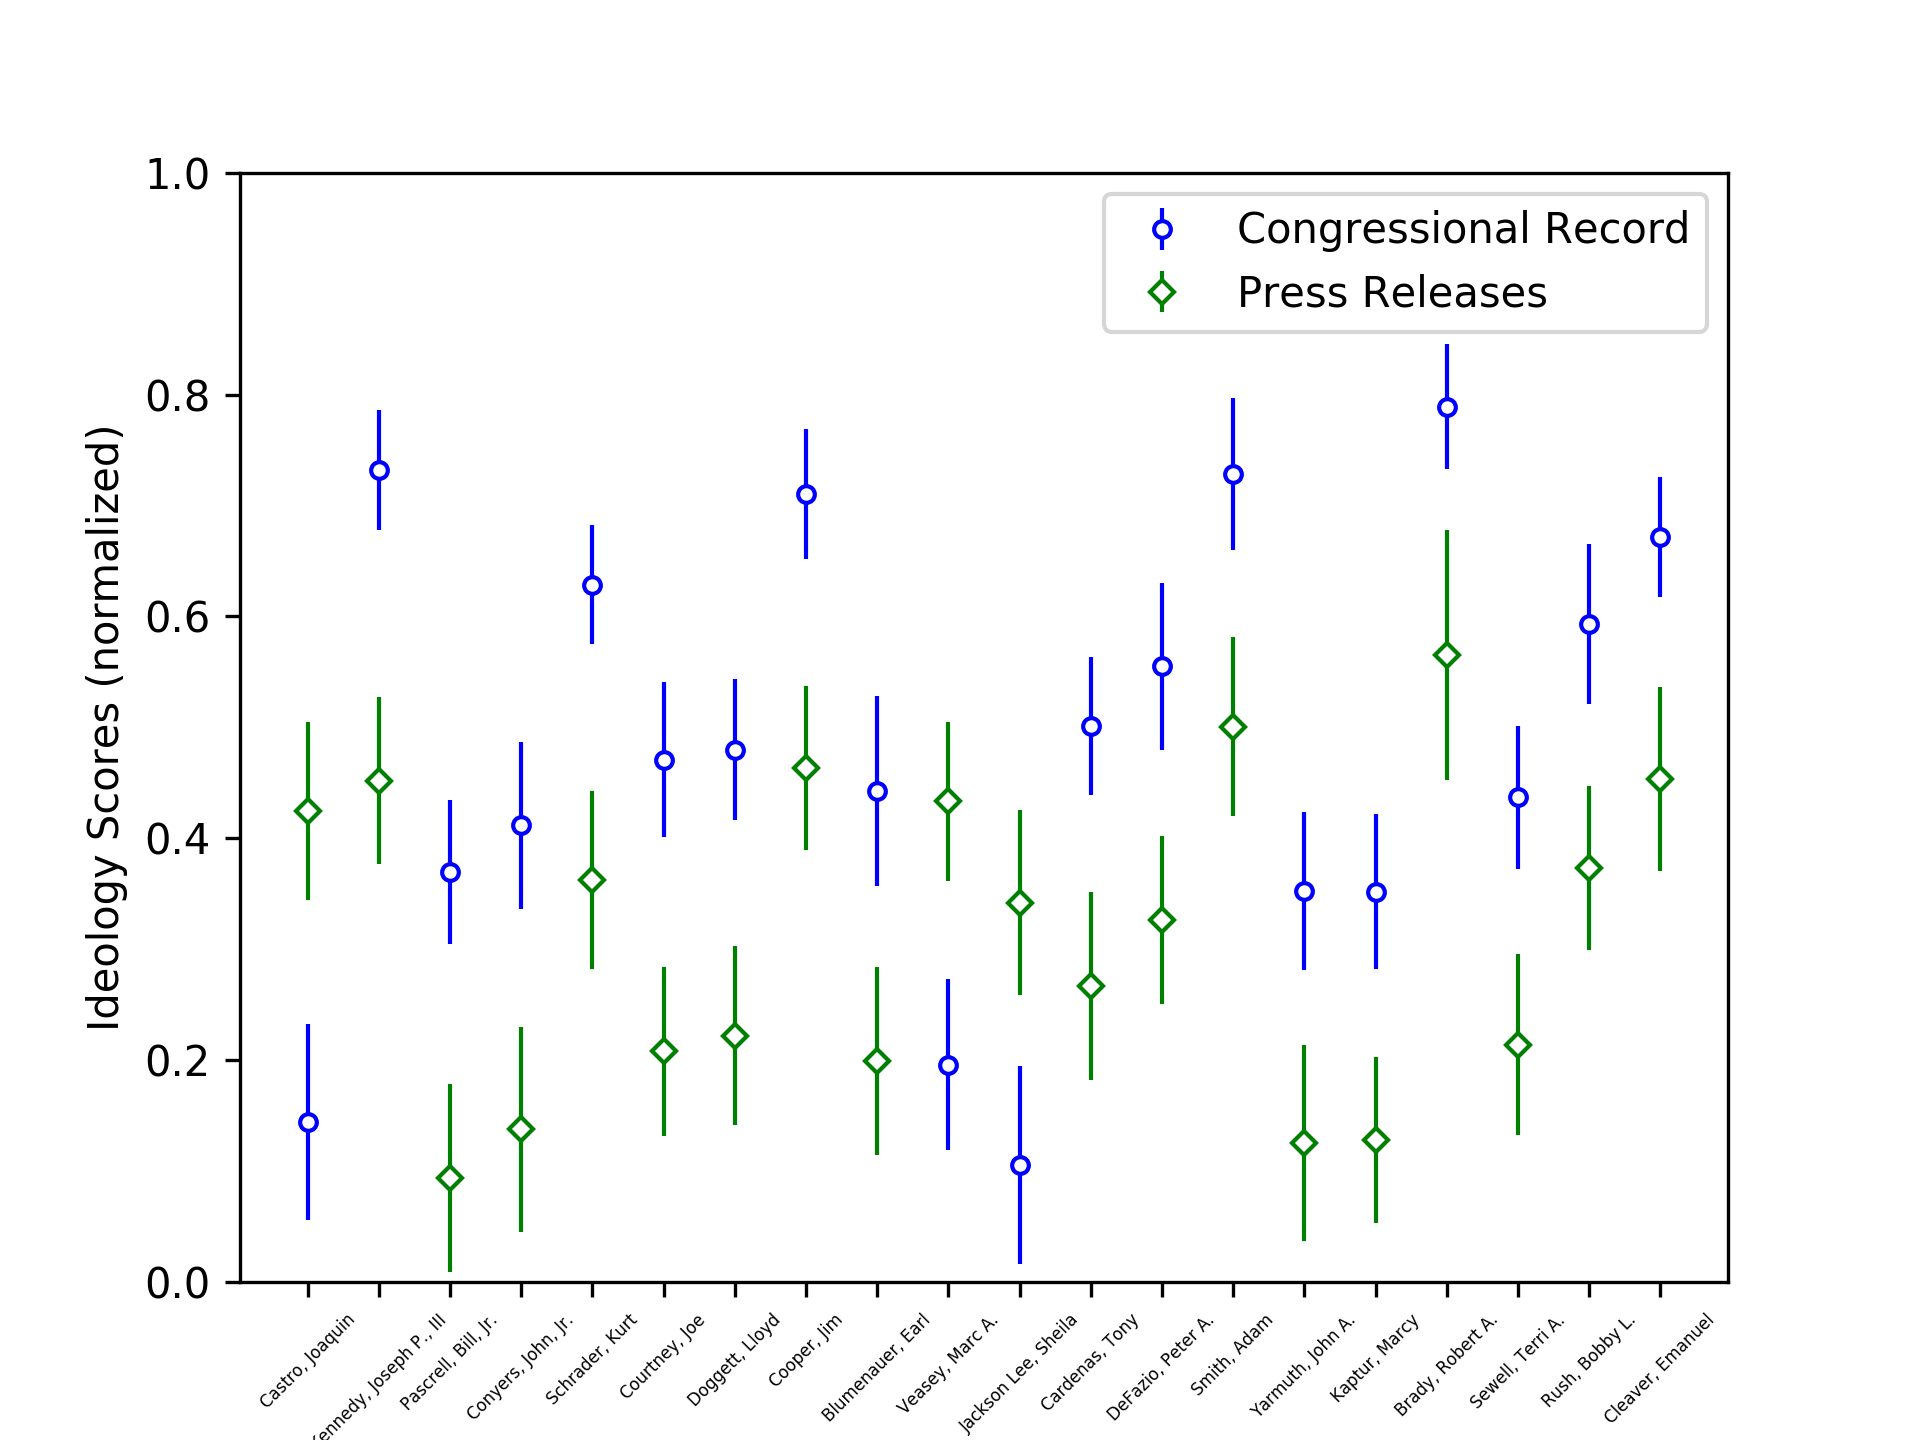 1.0
0.8
0.6
0.4
0.2
0.0
Ideology Scores (normalized)
Congressional Record
Press Releases
Castro, Joaquin
Joseph P., III
Pascrell, Bill, Jr.
Conyers, John, Jr.
Schrader, Kurt
Courtney, Joe
Doggett, Lloyd
Cooper, Jim
Blumenauer, Earl
Veasey, Marc A.
Jackson Lee, Sheila
Cardenas, Tony
DeFazio, Peter A.
Smith, Adam
Yarmuth, John A.
Kaptur, Marcy
Brady, Robert A.
Sewell, Terri A.
Rush, Bobby L.
Cleaver, Emanuel